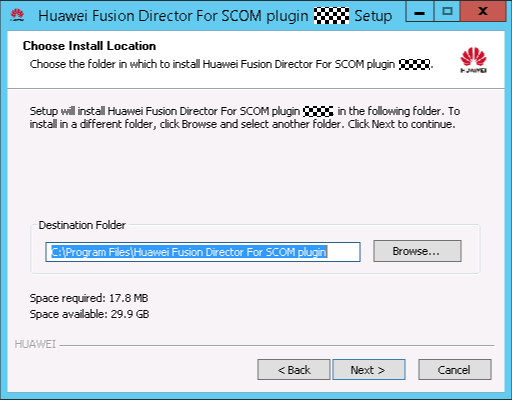 Huawei Fusion Director For SCOM plugin Setup
Choose Install Location
Choose the folder in which to install Huawei Fusion Director For SCOM plugin .
HUAWEI
Setup will install Huawei Fusion Director For SCOM plugin in the following folder. To
install in a different folder, click Browse and select another folder. Click Next to continue.
Destination Folder
C:\Program Files\Huawei Fusion Director For SCOM plugin
Browse...
Space required: 17.8 MB
Space available: 29.9 GB
HUAWEI
< Back
Next >
Cancel